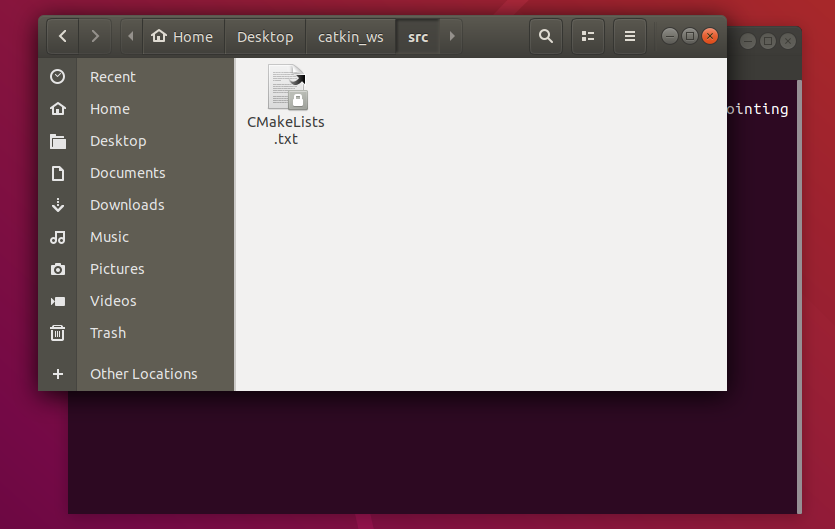 Home
Desktop
catkin_ws
src
Recent
Home
Desktop
Documents
Downloads
Music
Pictures
Videos
Trash
Other Locations
CMakeLists
.txt
ointing